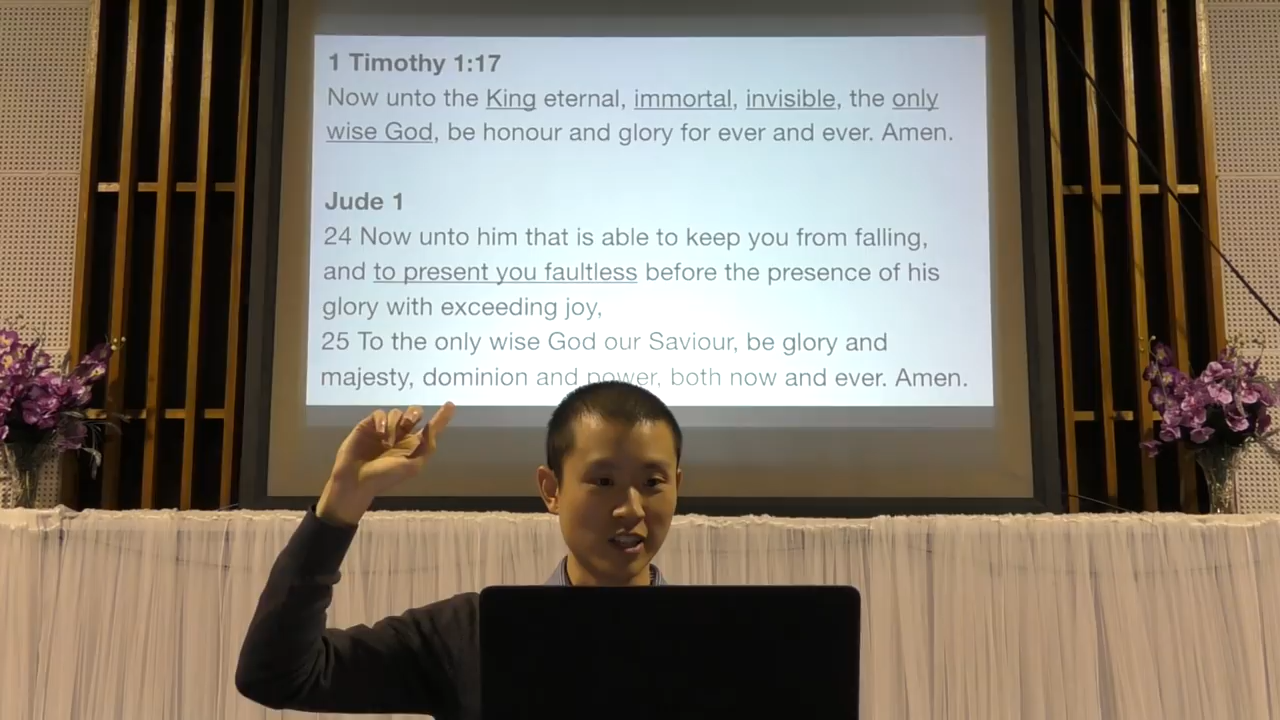 1 Timothy 1:17
Now unto the King eternal, immortal, invisible, the only
wise God, be honour and glory for ever and ever. Amen.
Jude 1
24 Now unto him that is able to keep you from falling,
and to present you faultless before the presence of his
glory with exceeding joy,
25 To the only wise God our Saviour, be glory and
majesty, dominion and power, both now and ever. Amen.